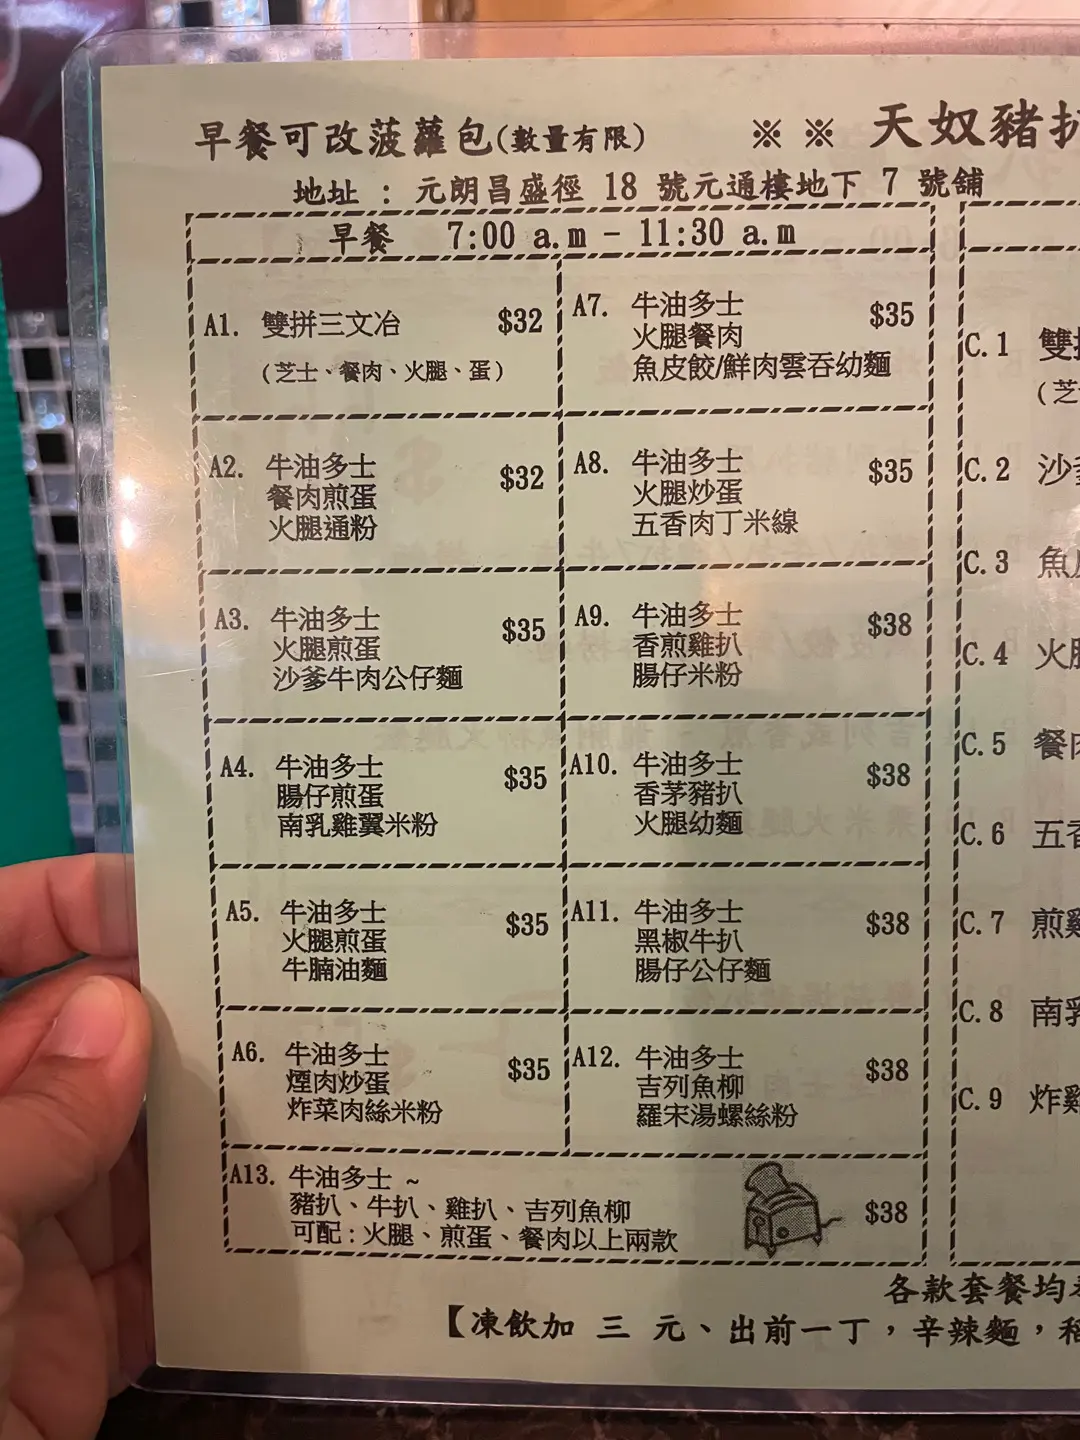 早餐可改菠蘿包(數量有限)　※ ※ 天奴豬扒
地址 : 元朗昌盛徑 18 號元通樓地下 7 號舖
早餐 7:00 a.m - 11:30 a.m
A1. 雙拼三文冶 $32
(芝士、餐肉、火腿、蛋)
A2. 牛油多士 $32
餐肉煎蛋
火腿通粉
A3. 牛油多士 $35
火腿煎蛋
沙爹牛肉公仔麵
A4. 牛油多士 $35
腸仔煎蛋
南乳雞翼米粉
A5. 牛油多士 $35
火腿煎蛋
牛腩油麵
A6. 牛油多士 $35
煙肉炒蛋
炸菜肉絲米粉
A7. 牛油多士 $35
火腿餐肉
魚皮餃/鮮肉雲吞幼麵
A8. 牛油多士 $35
火腿炒蛋
五香肉丁米線
A9. 牛油多士 $38
香煎雞扒
腸仔米粉
A10. 牛油多士 $38
香茅豬扒
火腿幼麵
A11. 牛油多士 $38
黑椒牛扒
腸仔公仔麵
A12. 牛油多士 $38
吉列魚柳
羅宋湯螺絲粉
A13. 牛油多士 ~ $38
豬扒、牛扒、雞扒、吉列魚柳
可配:火腿、煎蛋、餐肉以上兩款
C.1 雙拼
(芝士
C.2 沙爹
C.3 魚皮
C.4 火腿
C.5 餐肉
C.6 五香
C.7 煎雞
C.8 南乳
C.9 炸雞
各款套餐均
【凍飲加 三 元、出前一丁，辛辣麵，